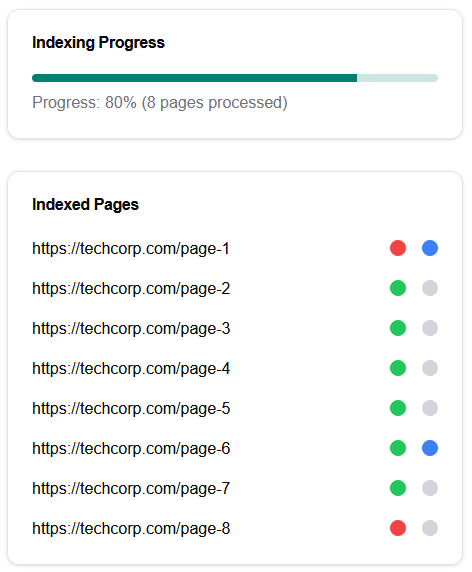 Indexing Progress
Progress: 80% (8 pages processed)
Indexed Pages
https://techcorp.com/page-1
https://techcorp.com/page-2
https://techcorp.com/page-3
https://techcorp.com/page-4
https://techcorp.com/page-5
https://techcorp.com/page-6
https://techcorp.com/page-7
https://techcorp.com/page-8